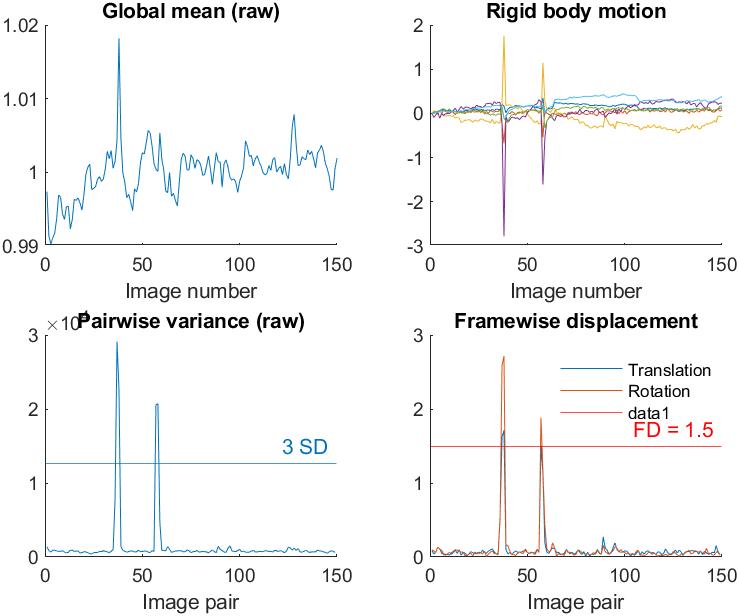 Global mean (raw)
1.02
1.01
1
0.99
0
50
100
150
Image number
Rigid body motion
2
1
0
-1
-2
-3
0
50
100
150
Image number
Pairwise variance (raw)
×10
3
2
1
0
3 SD
0
50
100
150
Image pair
Framewise displacement
3
2
1
0
Translation
Rotation
data1
FD = 1.5
0
50
100
150
Image pair